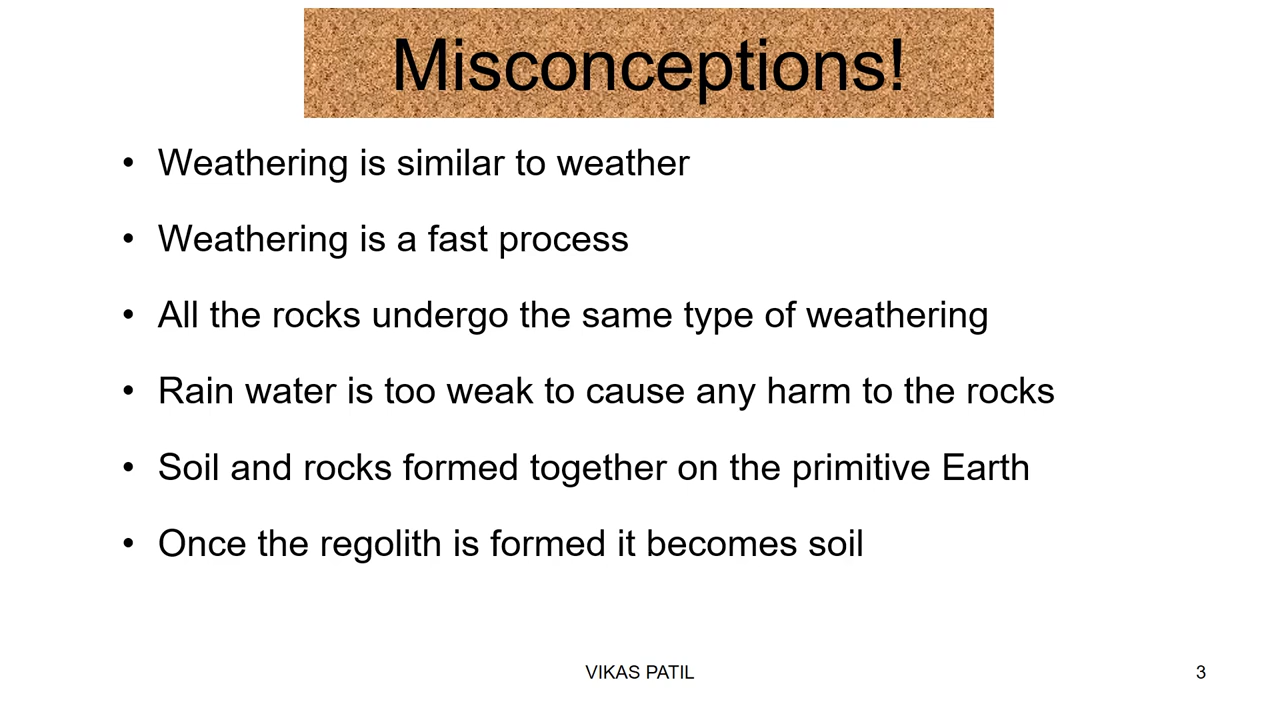 Misconceptions!
• Weathering is similar to weather
• Weathering is a fast process
• All the rocks undergo the same type of weathering
• Rain water is too weak to cause any harm to the rocks
• Soil and rocks formed together on the primitive Earth
• Once the regolith is formed it becomes soil
VIKAS PATIL
3